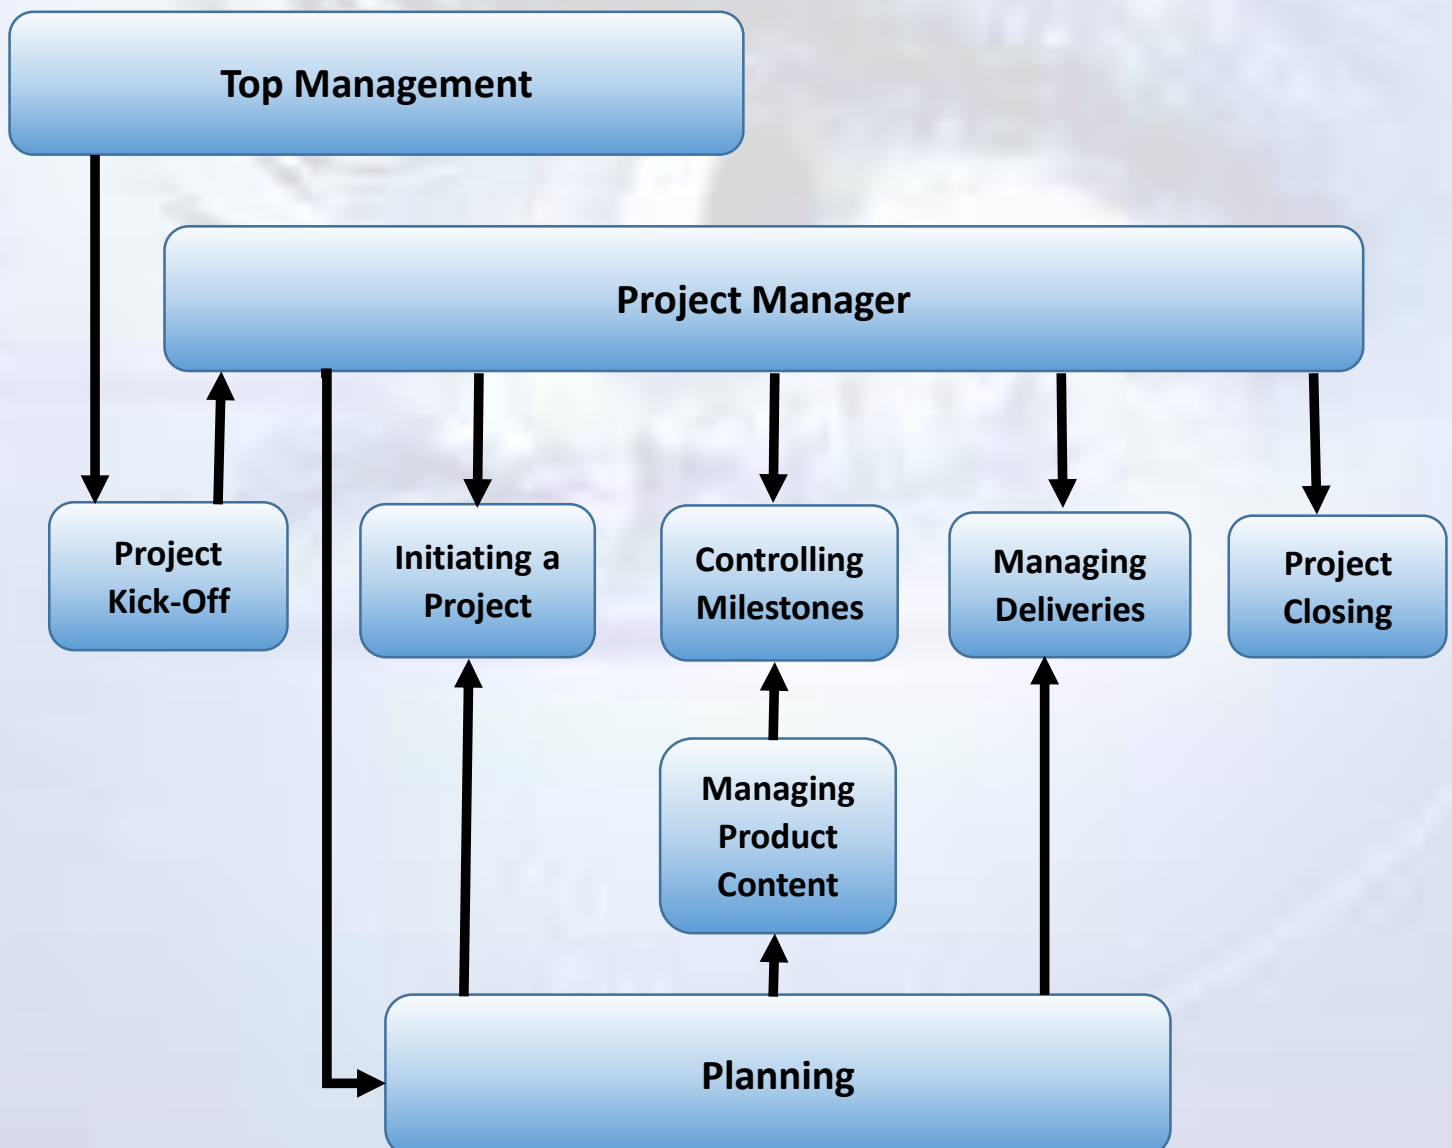 Top Management
Project Manager
Project
Kick-Off
Initiating a
Project
Controlling
Milestones
Managing
Deliveries
Project
Closing
Managing
Product
Content
Planning